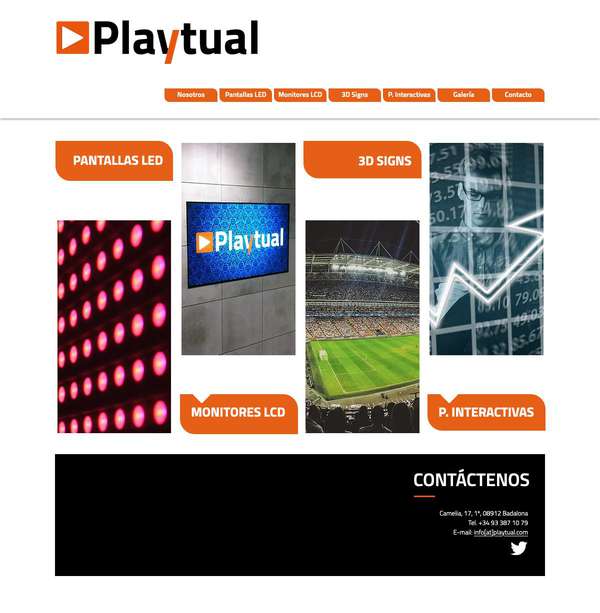 Playtual
Nosotros Pantallas LED Monitores LCD 3D Signs P. Interactivas Galería Contacto
PANTALLAS LED
3D SIGNS
Playtual
MONITORES LCD
P. INTERACTIVAS
CONTÁCTENOS
Camelia, 17, 1º, 08912 Badalona
Tel. +34 93 387 10 79
E-mail: info[at]playtual.com